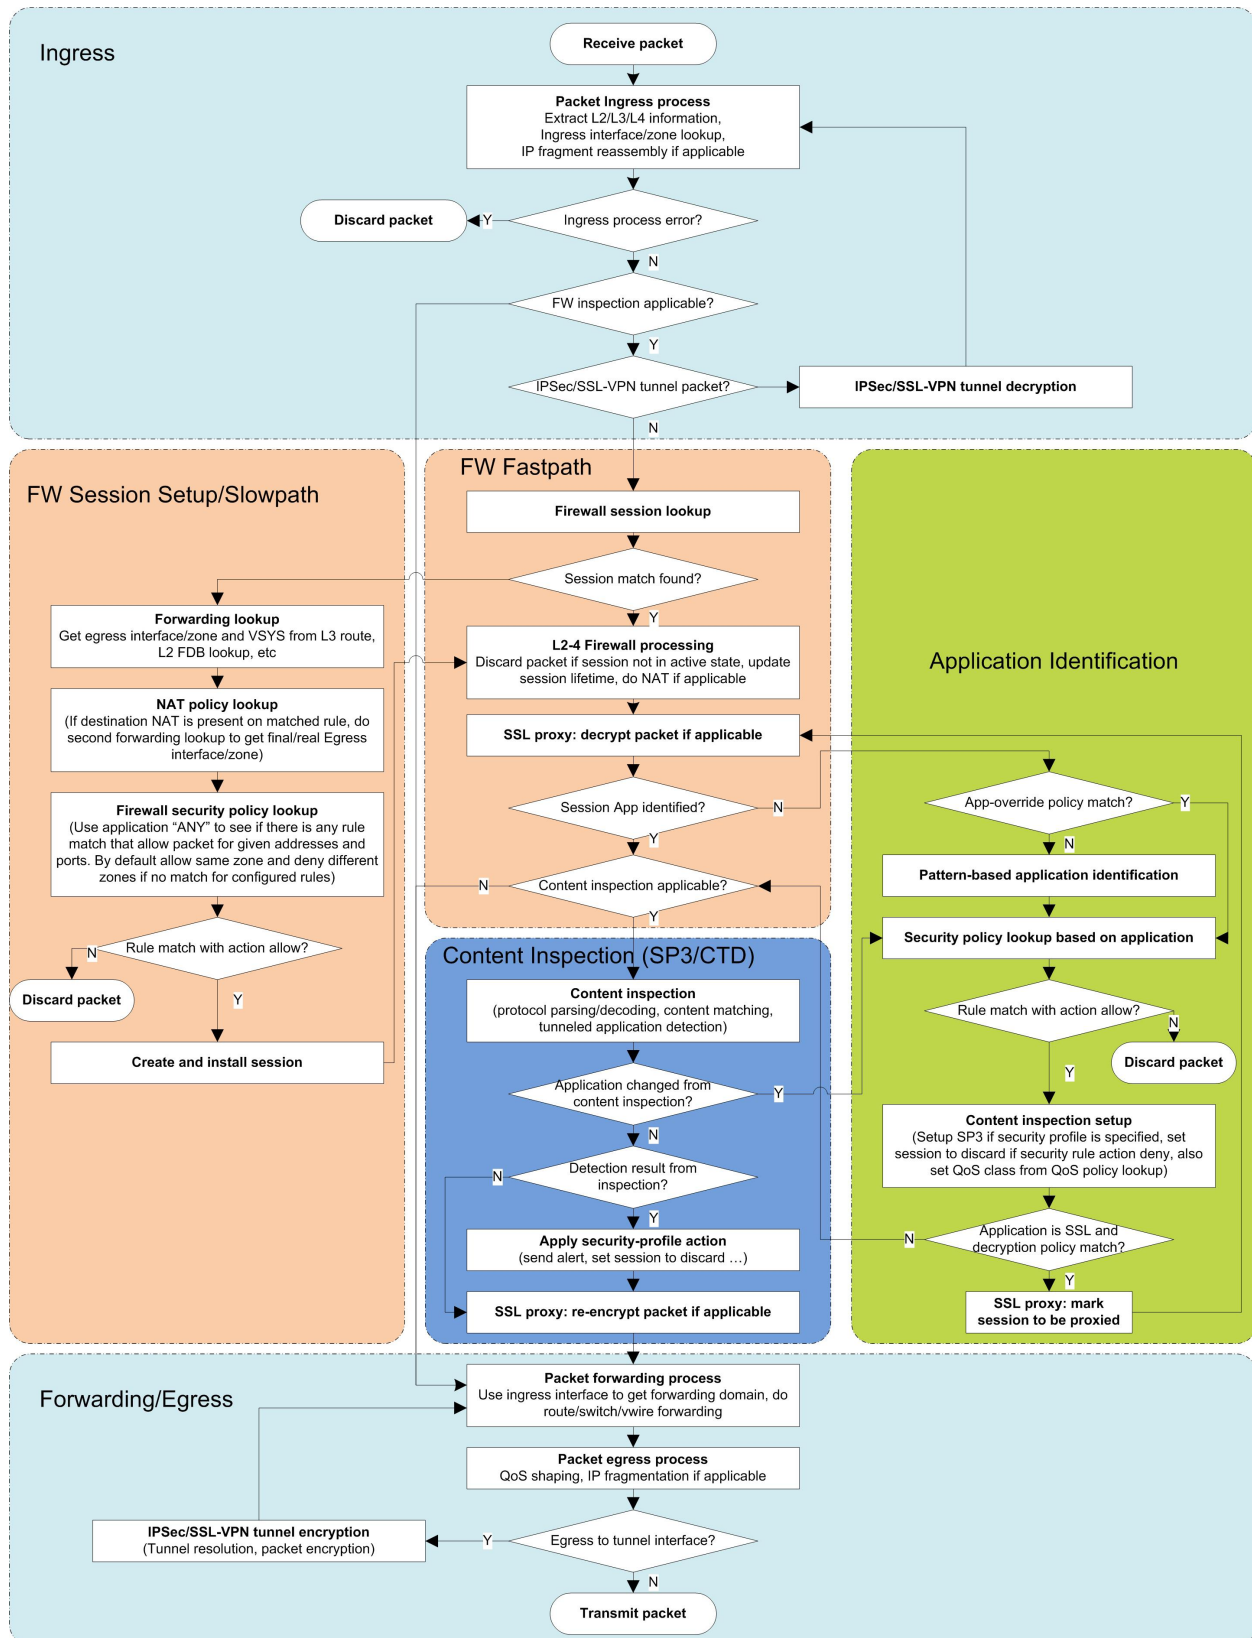 Ingress
Receive packet
Packet Ingress process
Extract L2/L3/L4 information,
Ingress interface/zone lookup,
IP fragment reassembly if applicable
Ingress process error?
Y
Discard packet
N
FW inspection applicable?
Y
IPSec/SSL-VPN tunnel packet?
IPSec/SSL-VPN tunnel decryption
N
FW Session Setup/Slowpath
Forwarding lookup
Get egress interface/zone and VSYS from L3 route,
L2 FDB lookup, etc
NAT policy lookup
(If destination NAT is present on matched rule, do
second forwarding lookup to get final/real Egress
interface/zone)
Firewall security policy lookup
(Use application “ANY” to see if there is any rule
match that allow packet for given addresses and
ports. By default allow same zone and deny different
zones if no match for configured rules)
Rule match with action allow?
N
Discard packet
Y
Create and install session
FW Fastpath
Firewall session lookup
Session match found?
Y
L2-4 Firewall processing
Discard packet if session not in active state, update
session lifetime, do NAT if applicable
SSL proxy: decrypt packet if applicable
Session App identified?
N
Y
Content inspection applicable?
N
Y
Application Identification
App-override policy match?
Y
N
Pattern-based application identification
Security policy lookup based on application
Rule match with action allow?
N
Discard packet
Y
Content inspection setup
(Setup SP3 if security profile is specified, set
session to discard if security rule action deny, also
set QoS class from QoS policy lookup)
Application is SSL and
decryption policy match?
N
Y
SSL proxy: mark
session to be proxied
Content Inspection (SP3/CTD)
Content inspection
(protocol parsing/decoding, content matching,
tunneled application detection)
Application changed from
content inspection?
Y
N
Detection result from
inspection?
N
Y
Apply security-profile action
(send alert, set session to discard …)
SSL proxy: re-encrypt packet if applicable
Forwarding/Egress
Packet forwarding process
Use ingress interface to get forwarding domain, do
route/switch/vwire forwarding
Packet egress process
QoS shaping, IP fragmentation if applicable
Egress to tunnel interface?
Y
IPSec/SSL-VPN tunnel encryption
(Tunnel resolution, packet encryption)
N
Transmit packet